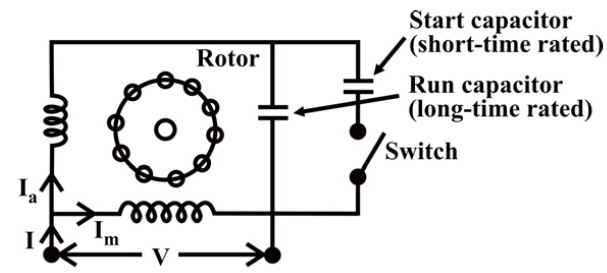 Start capacitor
(short-time rated)
Rotor
Run capacitor
(long-time rated)
Switch
Iₐ
Iₘ
I
V